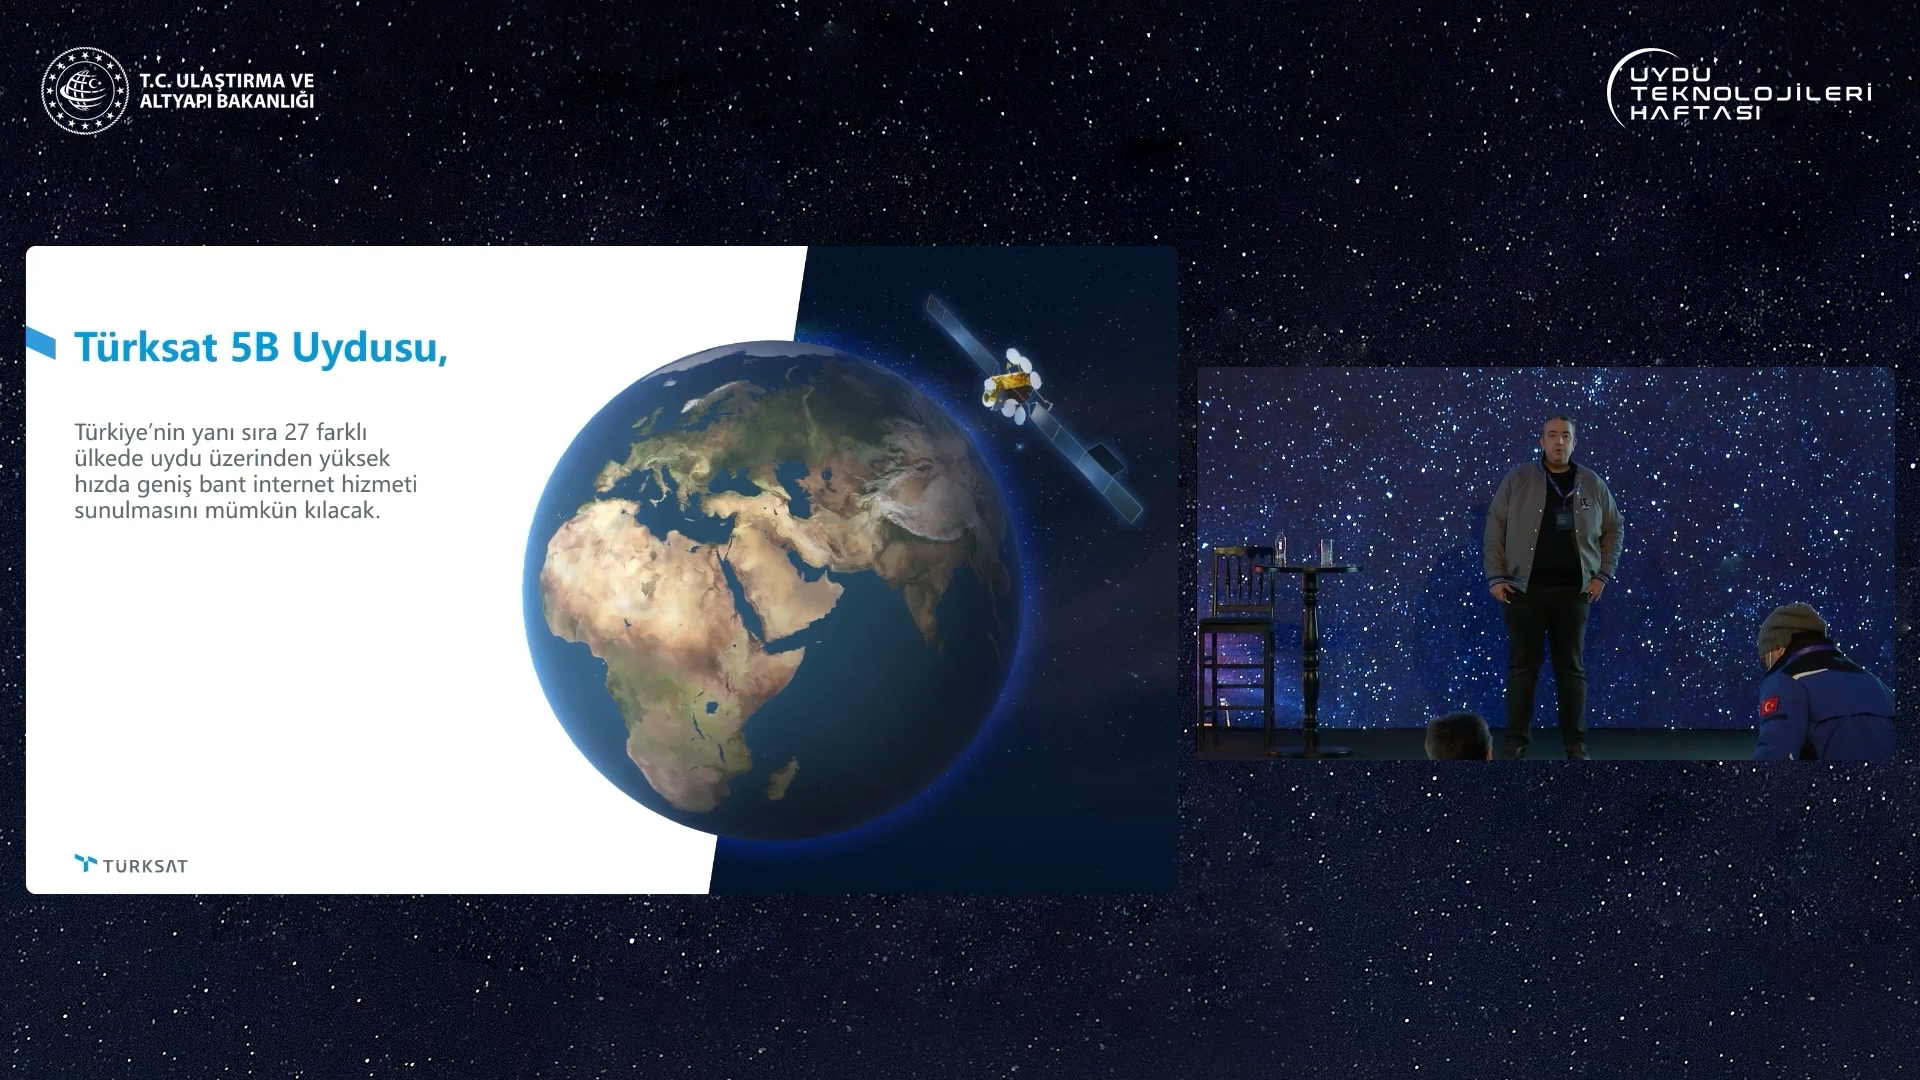 T.C. ULAŞTIRMA VE
ALTYAPI BAKANLIĞI
UYDU
TEKNOLOJİLERİ
HAFTASI
Türksat 5B Uydusu,
Türkiye’nin yanı sıra 27 farklı
ülkede uydu üzerinden yüksek
hızda geniş bant internet hizmeti
sunulmasını mümkün kılacak.
TÜRKSAT